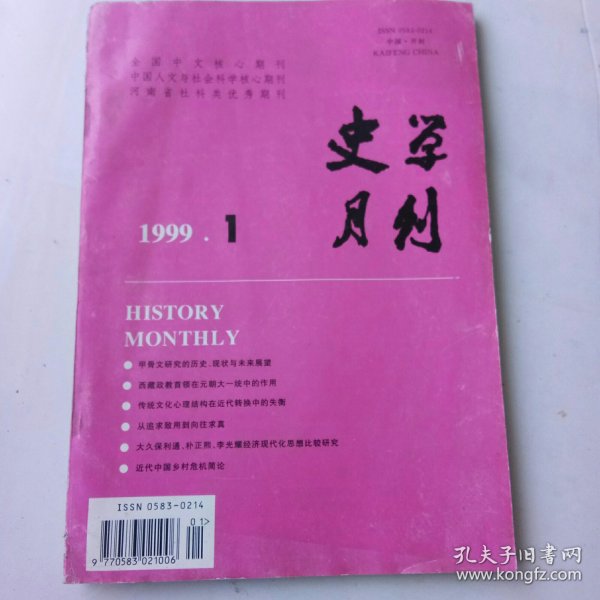 ISSN 0583-0214
中国·开封
KAIFENG CHINA
全国中文核心期刊
中国人文与社会科学核心期刊
河南省社科类优秀期刊
史学
月刊
1999.1
HISTORY
MONTHLY
● 甲骨文研究的历史、现状与未来展望
● 西藏政教首领在元朝大一统中的作用
● 传统文化心理结构在近代转换中的失衡
● 从追求致用到向往求真
● 大久保利通、朴正熙、李光耀经济现代化思想比较研究
● 近代中国乡村危机简论
ISSN 0583-0214
01>
9 770583 021006
孔夫子旧书网
www.kongfz.com